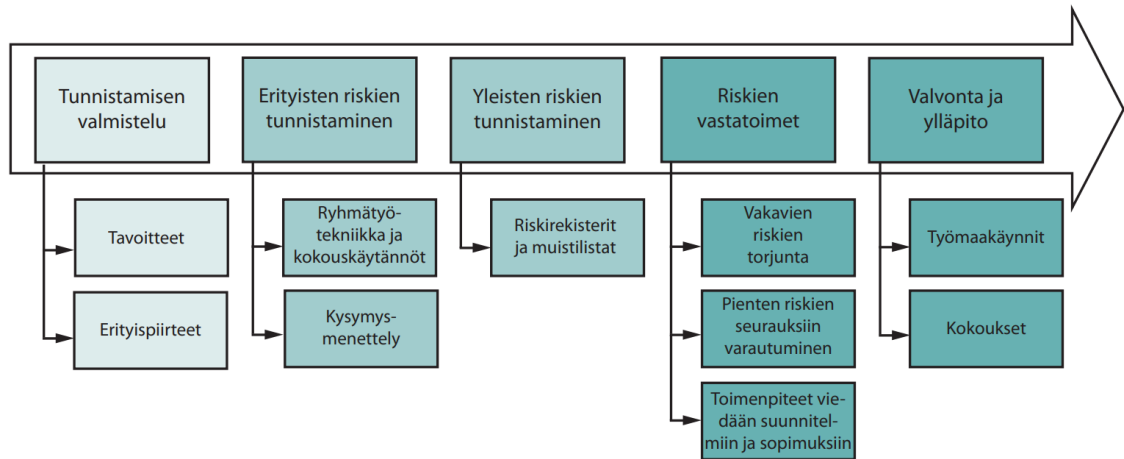 Tunnistamisen
valmistelu
Erityisten riskien
tunnistaminen
Yleisten riskien
tunnistaminen
Riskien
vastatoimet
Valvonta ja
ylläpito
Tavoitteet
Erityispiirteet
Ryhmätyö-
tekniikka ja
kokouskäytännöt
Kysymys-
menettely
Riskirekisterit
ja muistilistat
Vakavien
riskien
torjunta
Pienten riskien
seurauksiin
varautuminen
Toimenpiteet vie-
dään suunnitel-
miin ja sopimuksiin
Työmaakäynnit
Kokoukset